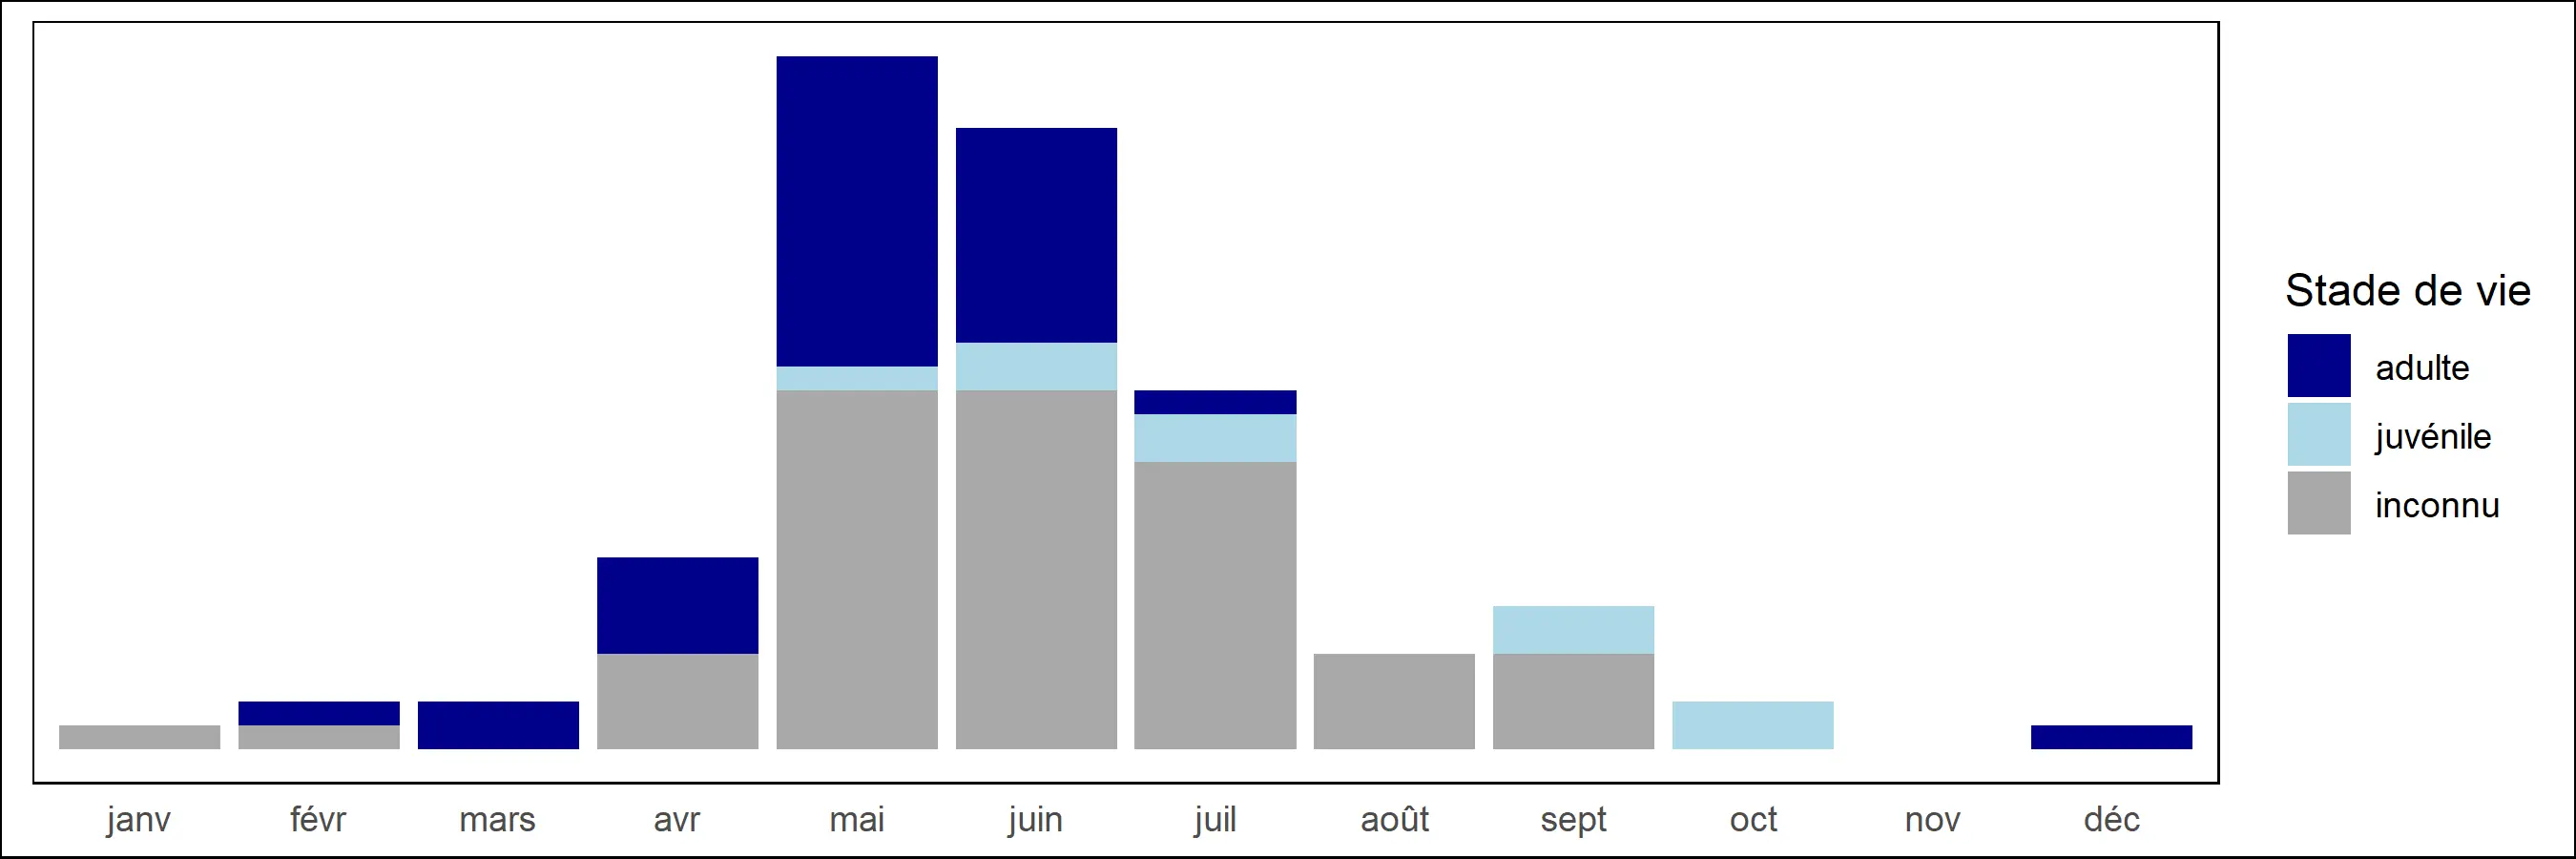 Stade de vie
adulte
juvénile
inconnu
janv févr mars avr mai juin juil août sept oct nov déc